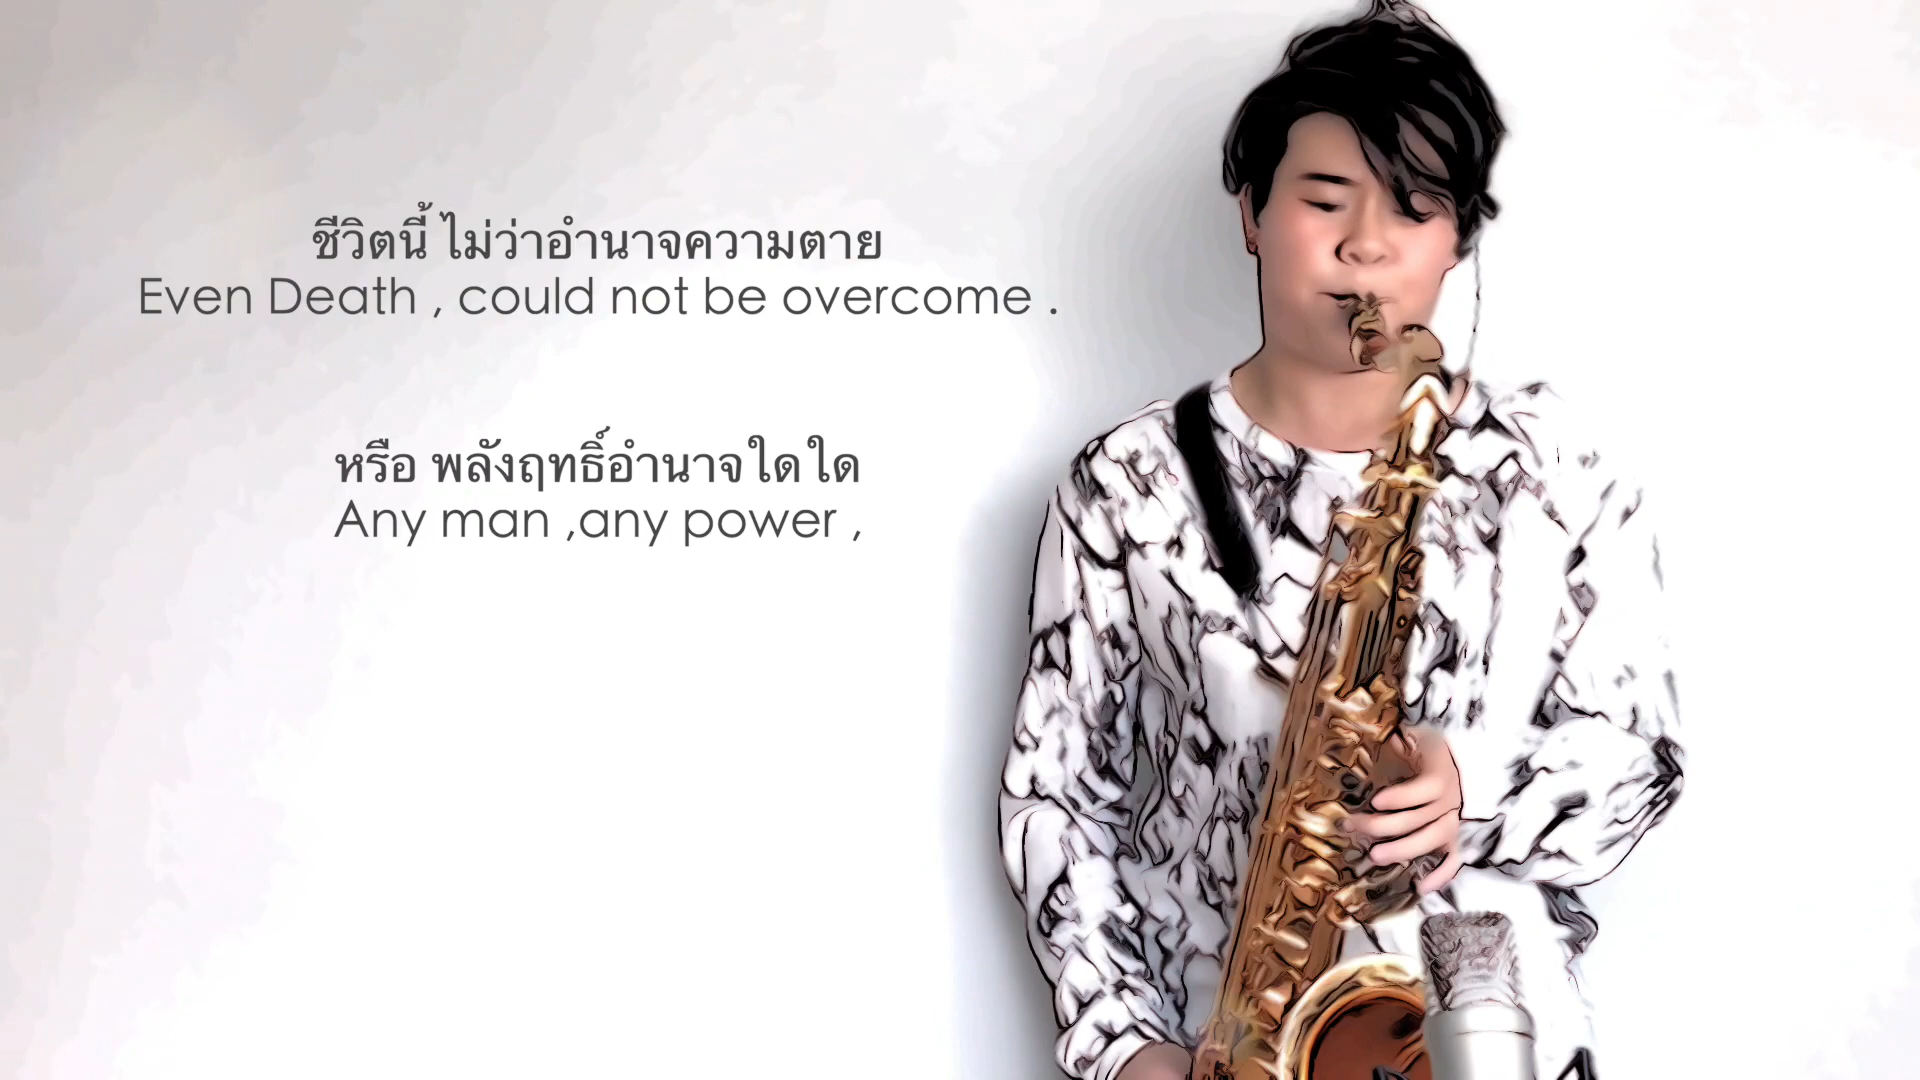 ชีวิตนี้ ไม่ว่าอำนาจความตาย
Even Death , could not be overcome .
หรือ พลังฤทธิ์อำนาจใดใด
Any man ,any power ,